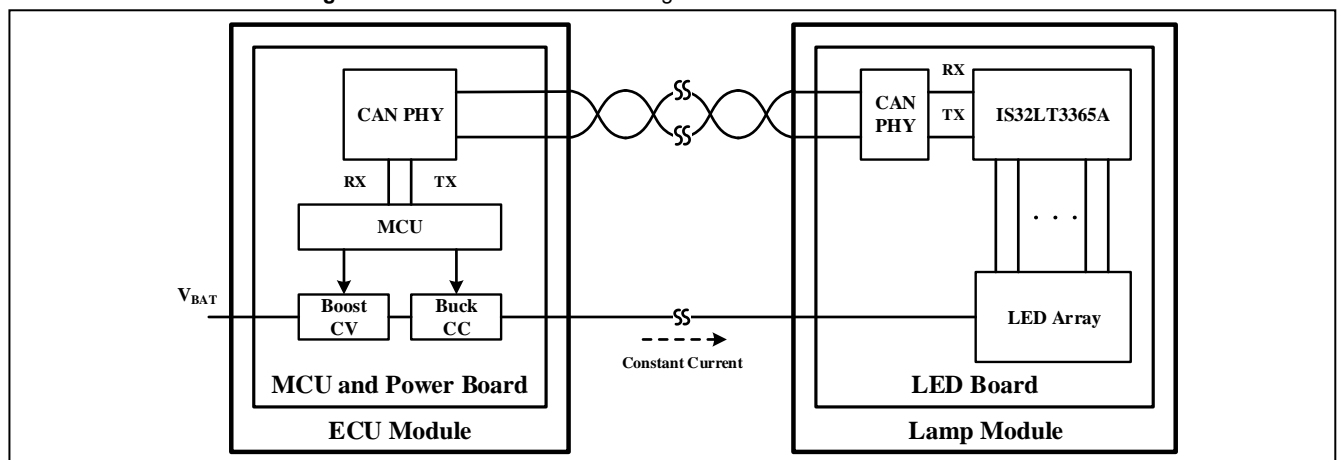 RX
CAN PHY
CAN
PHY
TX
IS32LT3365A
RX
TX
MCU
. . .
V_BAT
Boost
CV
Buck
CC
LED Array
Constant Current
MCU and Power Board
LED Board
ECU Module
Lamp Module